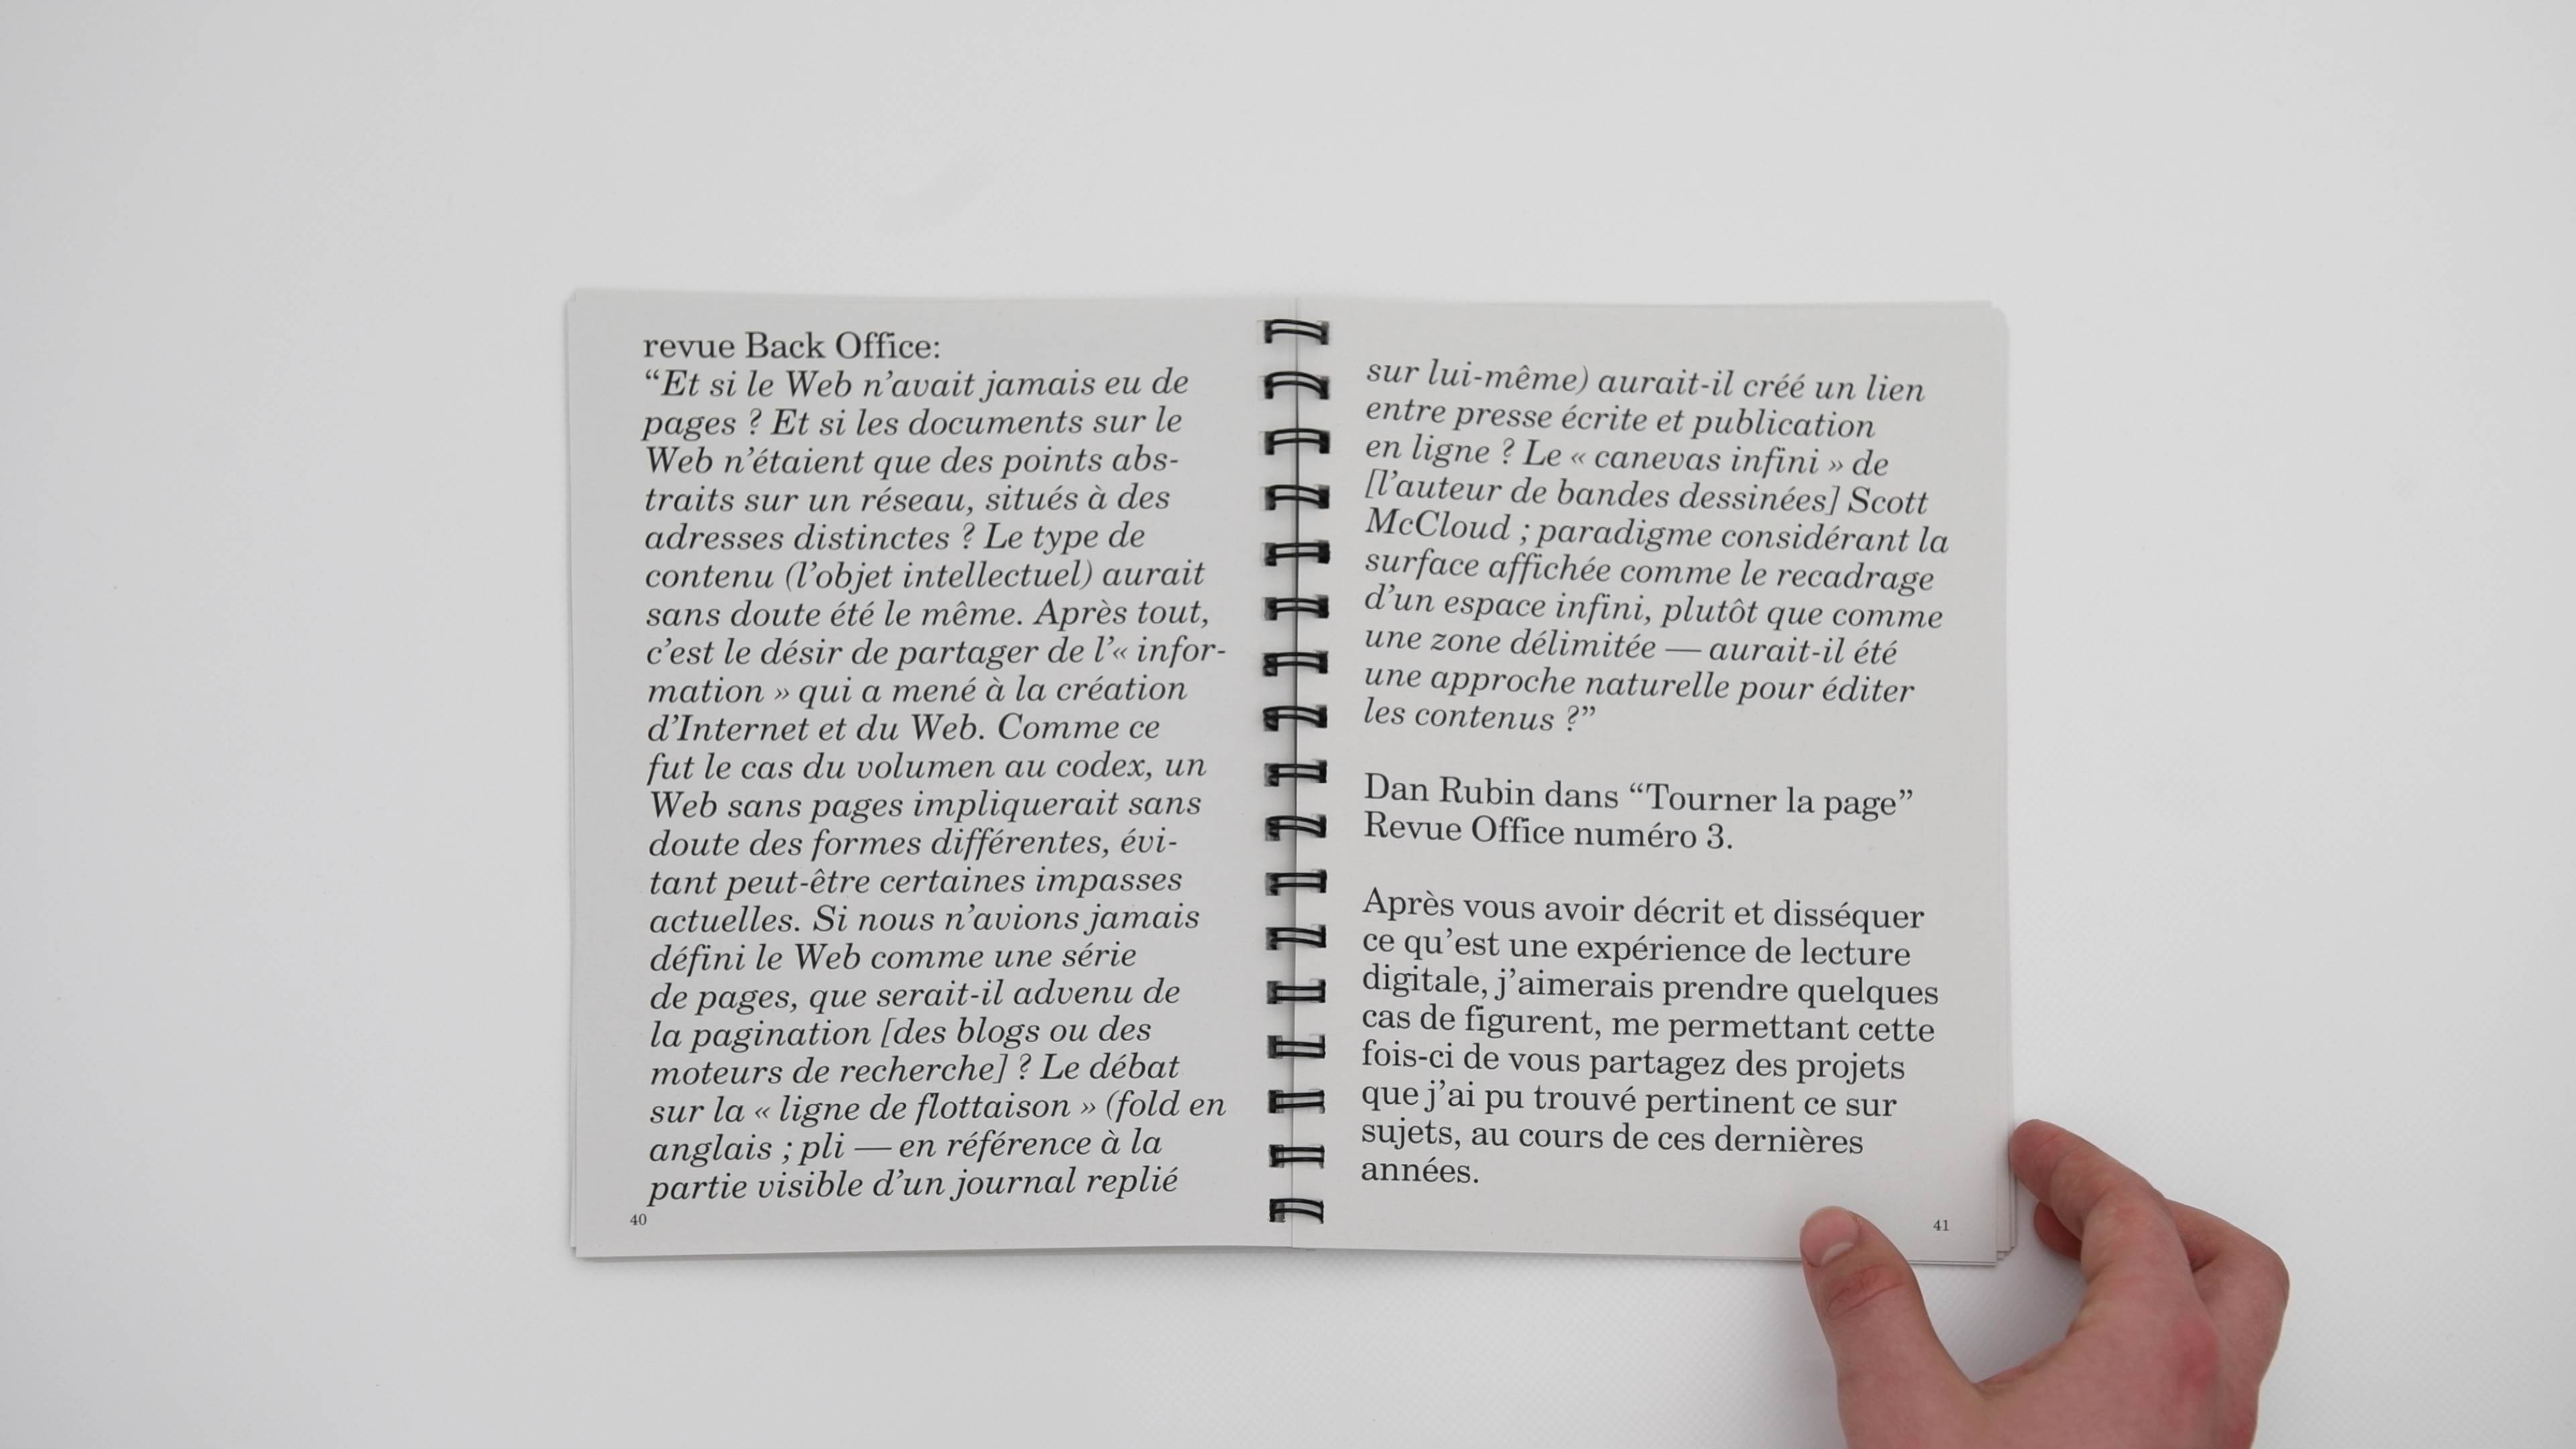 revue Back Office:
“Et si le Web n’avait jamais eu de
pages ? Et si les documents sur le
Web n’étaient que des points abs-
traits sur un réseau, situés à des
adresses distinctes ? Le type de
contenu (l’objet intellectuel) aurait
sans doute été le même. Après tout,
c’est le désir de partager de l’« infor-
mation » qui a mené à la création
d’Internet et du Web. Comme ce
fut le cas du volumen au codex, un
Web sans pages impliquerait sans
doute des formes différentes, évi-
tant peut-être certaines impasses
actuelles. Si nous n’avions jamais
défini le Web comme une série
de pages, que serait-il advenu de
la pagination [des blogs ou des
moteurs de recherche] ? Le débat
sur la « ligne de flottaison » (fold en
anglais ; pli — en référence à la
partie visible d’un journal replié
40
sur lui-même) aurait-il créé un lien
entre presse écrite et publication
en ligne ? Le « canevas infini » de
[l’auteur de bandes dessinées] Scott
McCloud ; paradigme considérant la
surface affichée comme le recadrage
d’un espace infini, plutôt que comme
une zone délimitée — aurait-il été
une approche naturelle pour éditer
les contenus ?”
Dan Rubin dans “Tourner la page”
Revue Office numéro 3.
Après vous avoir décrit et disséquer
ce qu’est une expérience de lecture
digitale, j’aimerais prendre quelques
cas de figurent, me permettant cette
fois-ci de vous partagez des projets
que j’ai pu trouvé pertinent ce sur
sujets, au cours de ces dernières
années.
41